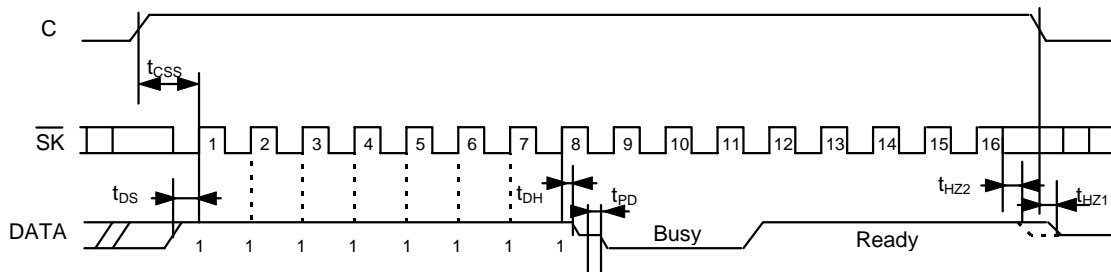 C
tCSS
SK
1 2 3 4 5 6 7 8 9 10 11 12 13 14 15 16
tDS
tDH
tPD
tHZ2
tHZ1
DATA
1 1 1 1 1 1 1 1
Busy
Ready